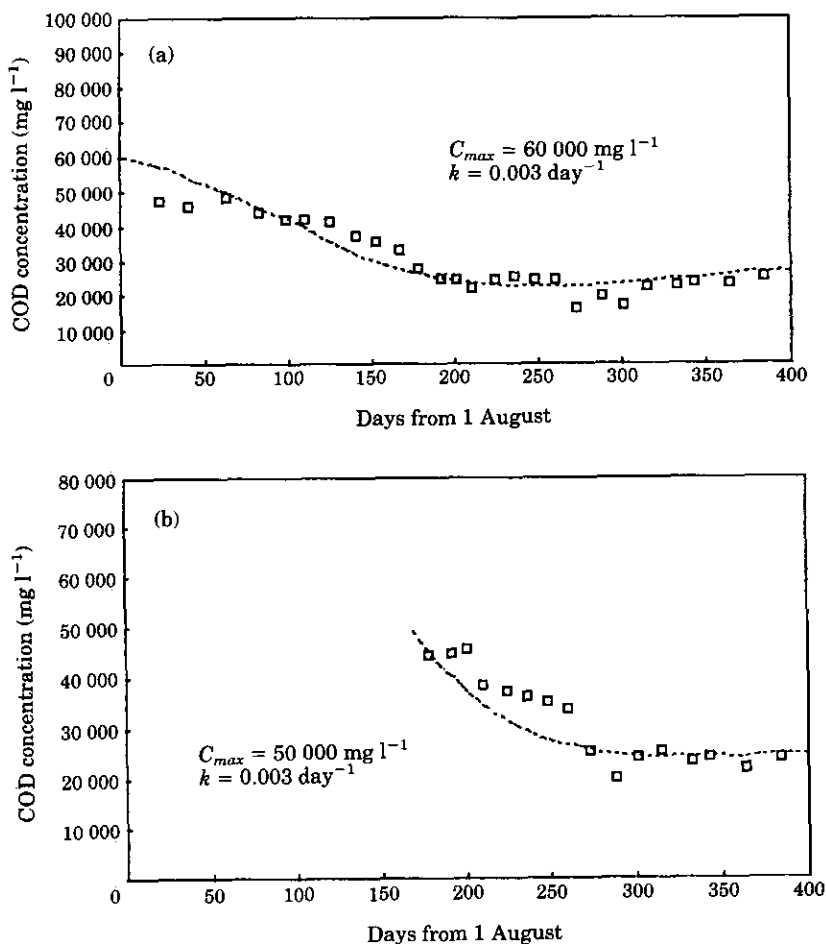 100 000
90 000
80 000
70 000
60 000
50 000
40 000
30 000
20 000
10 000
0
COD concentration (mg l⁻¹)
(a)
C_max = 60 000 mg l⁻¹
k = 0.003 day⁻¹
50 100 150 200 250 300 350 400
Days from 1 August
80 000
70 000
60 000
50 000
40 000
30 000
20 000
10 000
0
COD concentration (mg l⁻¹)
(b)
C_max = 50 000 mg l⁻¹
k = 0.003 day⁻¹
50 100 150 200 250 300 350 400
Days from 1 August